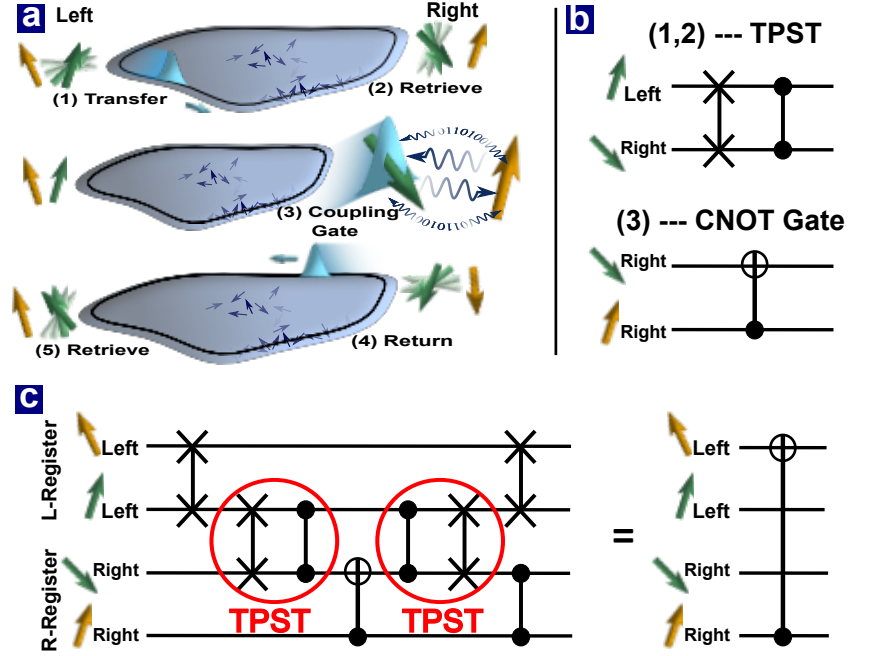 a
Left
Right
(1) Transfer
(2) Retrieve
(3) Coupling
Gate
(5) Retrieve
(4) Return
b
(1,2) --- TPST
Left
Right
(3) --- CNOT Gate
Right
Right
c
L-Register
R-Register
Left
Left
Right
Right
TPST
TPST
=
Left
Left
Right
Right